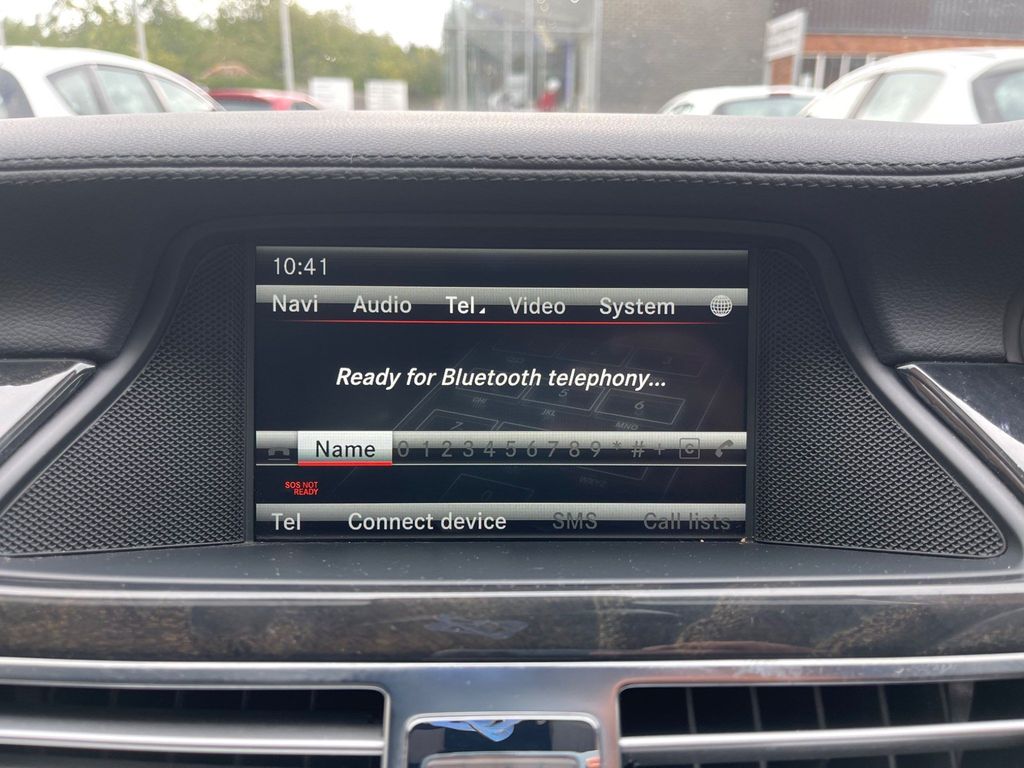 10:41
Navi Audio Tel Video System
Ready for Bluetooth telephony...
Name 0 1 2 3 4 5 6 7 8 9 * # + C
SOS NOT
READY
Tel Connect device SMS Call lists